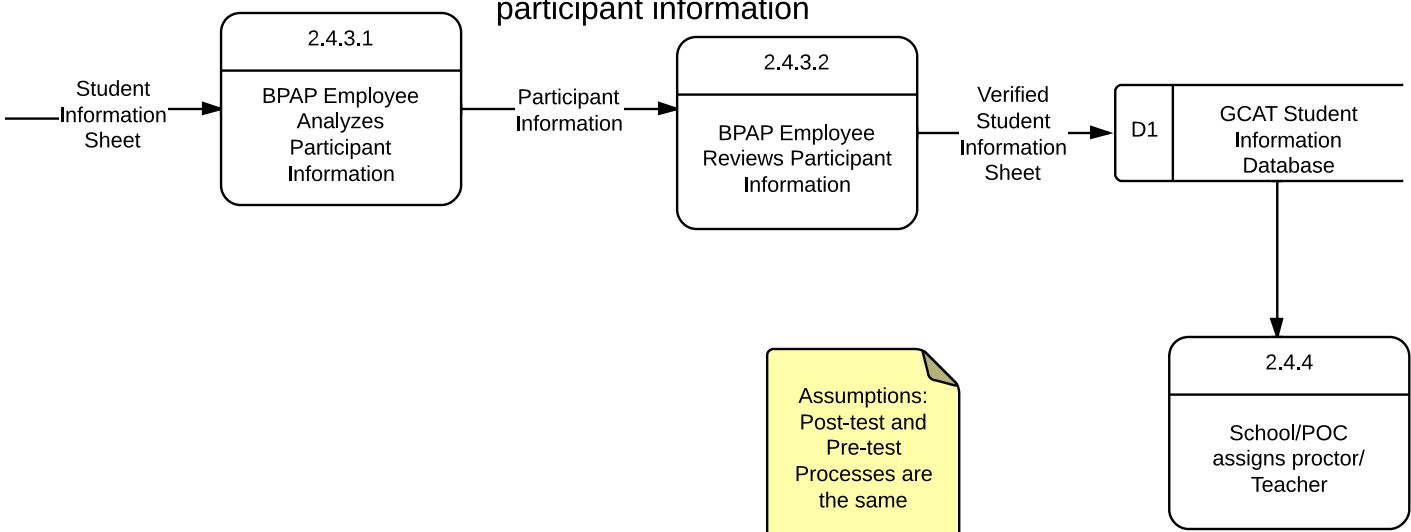 participant information
2.4.3.1
BPAP Employee
Analyzes
Participant
Information
Student
Information
Sheet
Participant
Information
2.4.3.2
BPAP Employee
Reviews Participant
Information
Verified
Student
Information
Sheet
D1
GCAT Student
Information
Database
Assumptions:
Post-test and
Pre-test
Processes are
the same
2.4.4
School/POC
assigns proctor/
Teacher